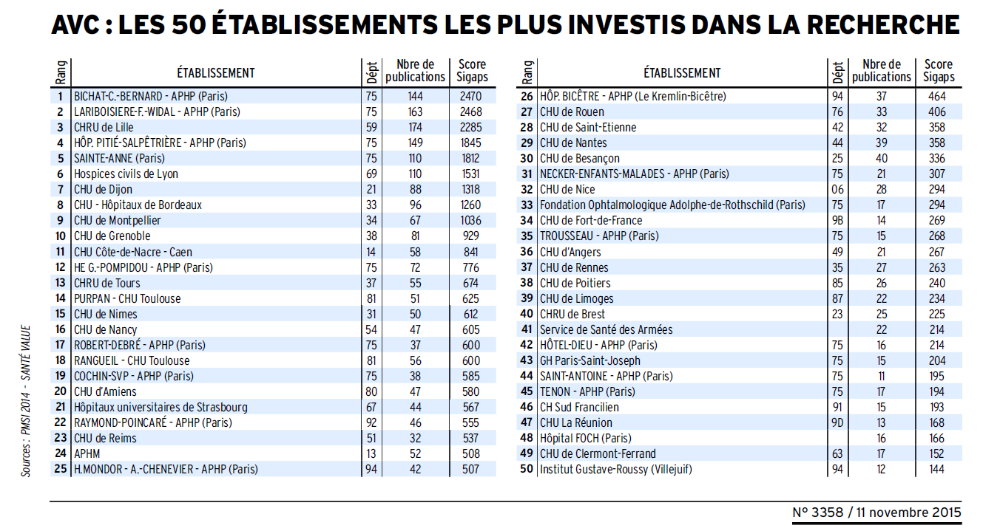 AVC : LES 50 ÉTABLISSEMENTS LES PLUS INVESTIS DANS LA RECHERCHE
Rang ÉTABLISSEMENT Dépt Nbre de publications Score Sigaps
1 BICHAT-C.-BERNARD - APHP (Paris) 75 144 2470
2 LARIBOISIERE-F.-WIDAL - APHP (Paris) 75 163 2468
3 CHRU de Lille 59 174 2285
4 HÔP. PITIÉ-SALPÊTRIÈRE - APHP (Paris) 75 149 1845
5 SAINTE-ANNE (Paris) 75 110 1812
6 Hospices civils de Lyon 69 110 1531
7 CHU de Dijon 21 88 1318
8 CHU - Hôpitaux de Bordeaux 33 96 1260
9 CHU de Montpellier 34 67 1036
10 CHU de Grenoble 38 81 929
11 CHU Côte-de-Nacre - Caen 14 58 841
12 HE G.-POMPIDOU - APHP (Paris) 75 72 776
13 CHRU de Tours 37 55 674
14 PURPAN - CHU Toulouse 81 51 625
15 CHU de Nimes 31 50 612
16 CHU de Nancy 54 47 605
17 ROBERT-DEBRÉ - APHP (Paris) 75 37 600
18 RANGUEIL - CHU Toulouse 81 56 600
19 COCHIN-SVP - APHP (Paris) 75 38 585
20 CHU d'Amiens 80 47 580
21 Hôpitaux universitaires de Strasbourg 67 44 567
22 RAYMOND-POINCARÉ - APHP (Paris) 92 46 555
23 CHU de Reims 51 32 537
24 APHM 13 52 508
25 H.MONDOR - A.-CHENEVIER - APHP (Paris) 94 42 507
Rang ÉTABLISSEMENT Dépt Nbre de publications Score Sigaps
26 HÔP. BICÊTRE - APHP (Le Kremlin-Bicêtre) 94 37 464
27 CHU de Rouen 76 33 406
28 CHU de Saint-Etienne 42 32 358
29 CHU de Nantes 44 39 358
30 CHU de Besançon 25 40 336
31 NECKER-ENFANTS-MALADES - APHP (Paris) 75 21 307
32 CHU de Nice 06 28 294
33 Fondation Ophtalmologique Adolphe-de-Rothschild (Paris) 75 17 294
34 CHU de Fort-de-France 9B 14 269
35 TROUSSEAU - APHP (Paris) 75 15 268
36 CHU d'Angers 49 21 267
37 CHU de Rennes 35 27 263
38 CHU de Poitiers 85 26 240
39 CHU de Limoges 87 22 234
40 CHRU de Brest 23 25 225
41 Service de Santé des Armées 22 214
42 HÔTEL-DIEU - APHP (Paris) 75 16 214
43 GH Paris-Saint-Joseph 75 15 204
44 SAINT-ANTOINE - APHP (Paris) 75 11 195
45 TENON - APHP (Paris) 75 17 194
46 CH Sud Francilien 91 15 193
47 CHU La Réunion 9D 13 168
48 Hôpital FOCH (Paris) 16 166
49 CHU de Clermont-Ferrand 63 17 152
50 Institut Gustave-Roussy (Villejuif) 94 12 144
Sources : PMSI 2014 - SANTÉ VALUE
N° 3358 / 11 novembre 2015